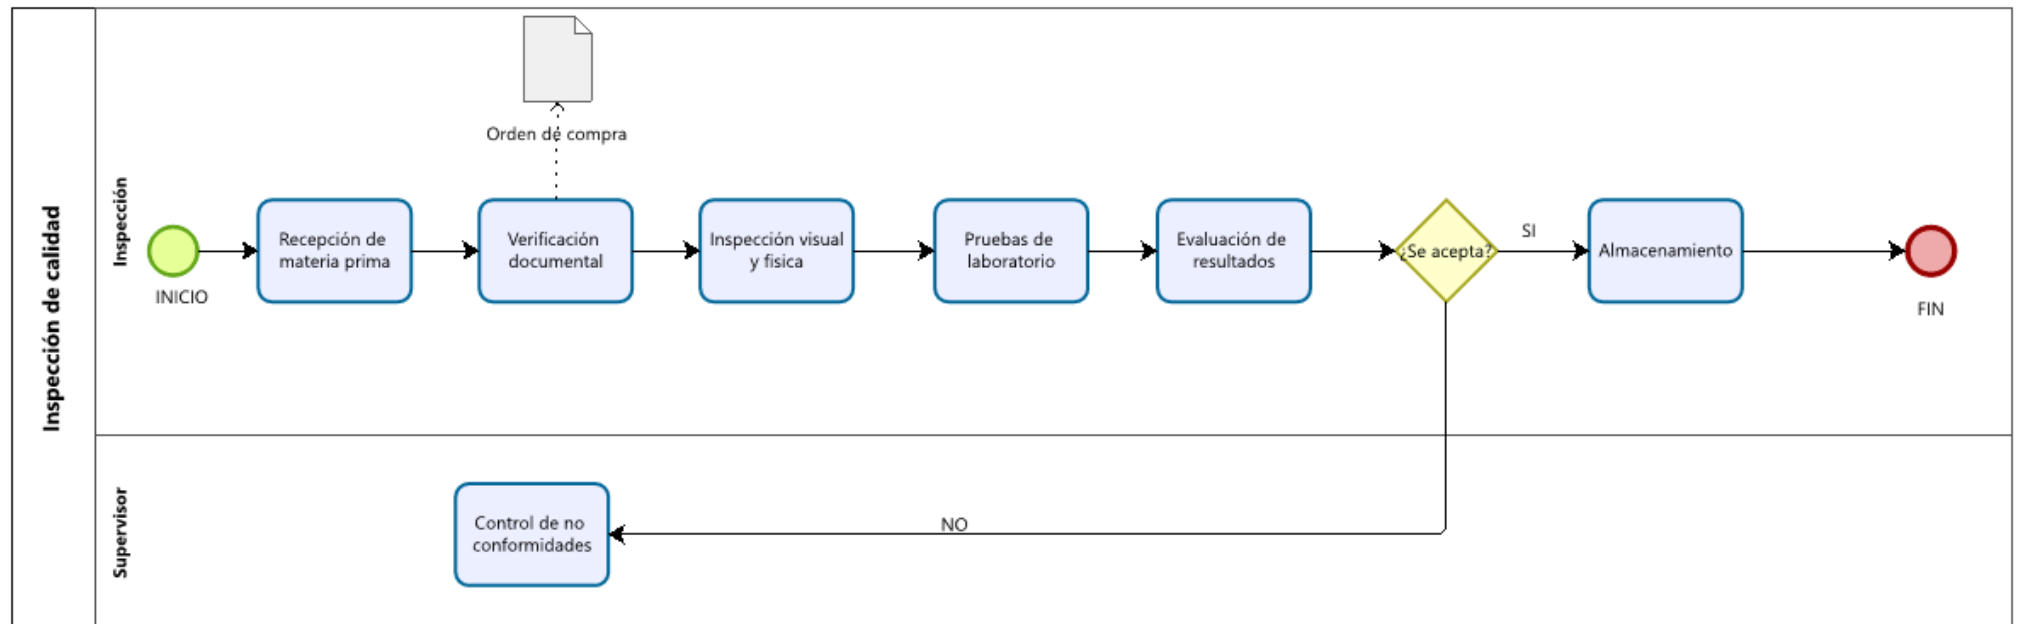 Inspección de calidad
Inspección
Orden de compra
INICIO
Recepción de
materia prima
Verificación
documental
Inspección visual
y fisica
Pruebas de
laboratorio
Evaluación de
resultados
¿Se acepta?
SI
Almacenamiento
FIN
Supervisor
Control de no
conformidades
NO